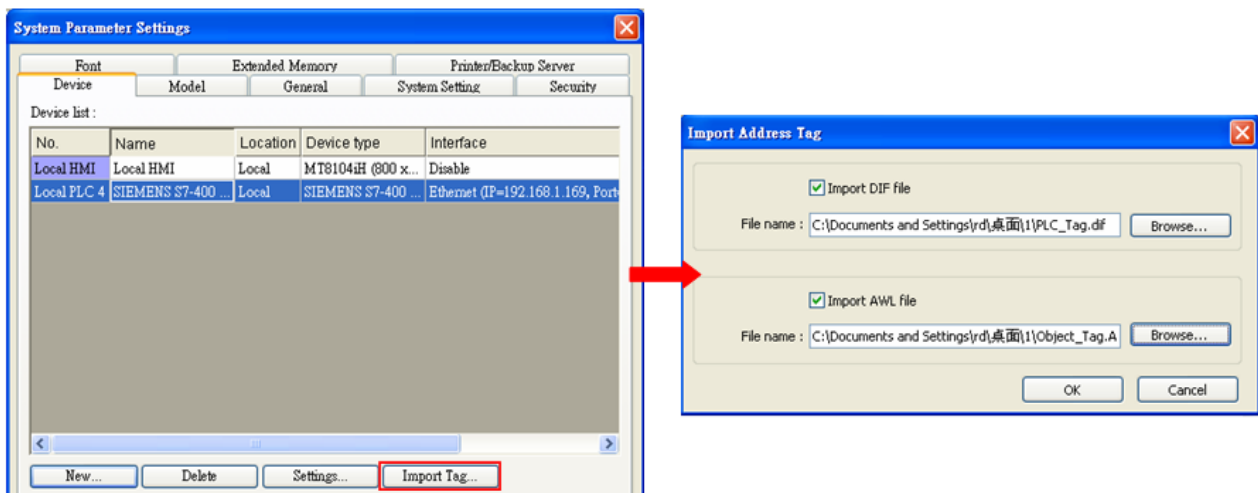 System Parameter Settings
Font Extended Memory Printer/Backup Server
Device Model General System Setting Security
Device list :
No. Name Location Device type Interface
Local HMI Local HMI Local MT8104iH (800 x... Disable
Local PLC 4 SIEMENS S7-400 ... Local SIEMENS S7-400 ... Ethernet (IP=192.168.1.169, Port
New... Delete Settings... Import Tag...
Import Address Tag
Import DIF file
File name : C:\Documents and Settings\rd\桌面\1\PLC_Tag.dif Browse...
Import AWL file
File name : C:\Documents and Settings\rd\桌面\1\Object_Tag.A Browse...
OK Cancel